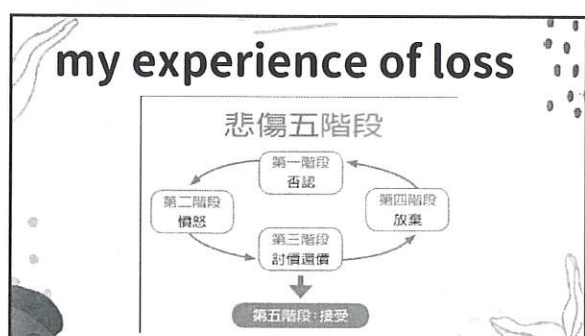 my experience of loss
悲傷五階段
第一階段
否認
第二階段
憤怒
第三階段
討價還價
第四階段
放棄
第五階段：接受